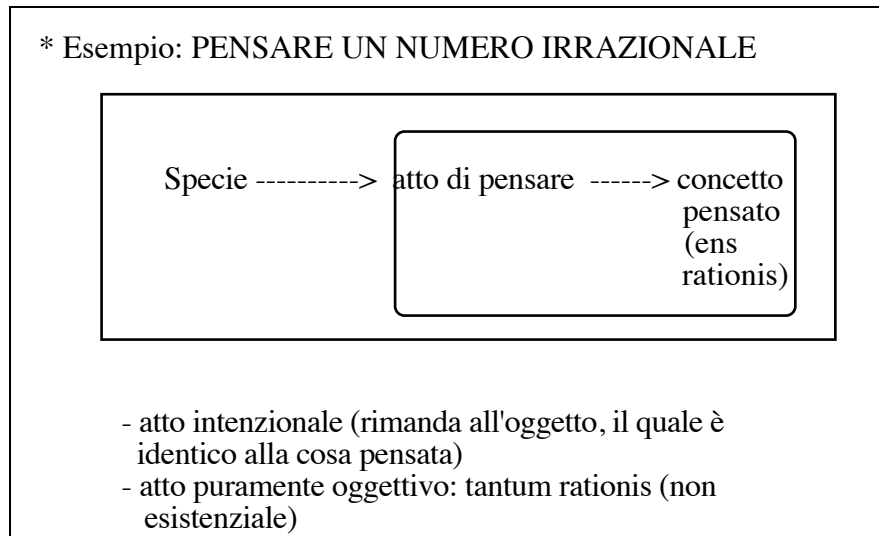 * Esempio: PENSARE UN NUMERO IRRAZIONALE
Specie ----------> atto di pensare ------> concetto
pensato
(ens
rationis)
- atto intenzionale (rimanda all'oggetto, il quale è
identico alla cosa pensata)
- atto puramente oggettivo: tantum rationis (non
esistenziale)